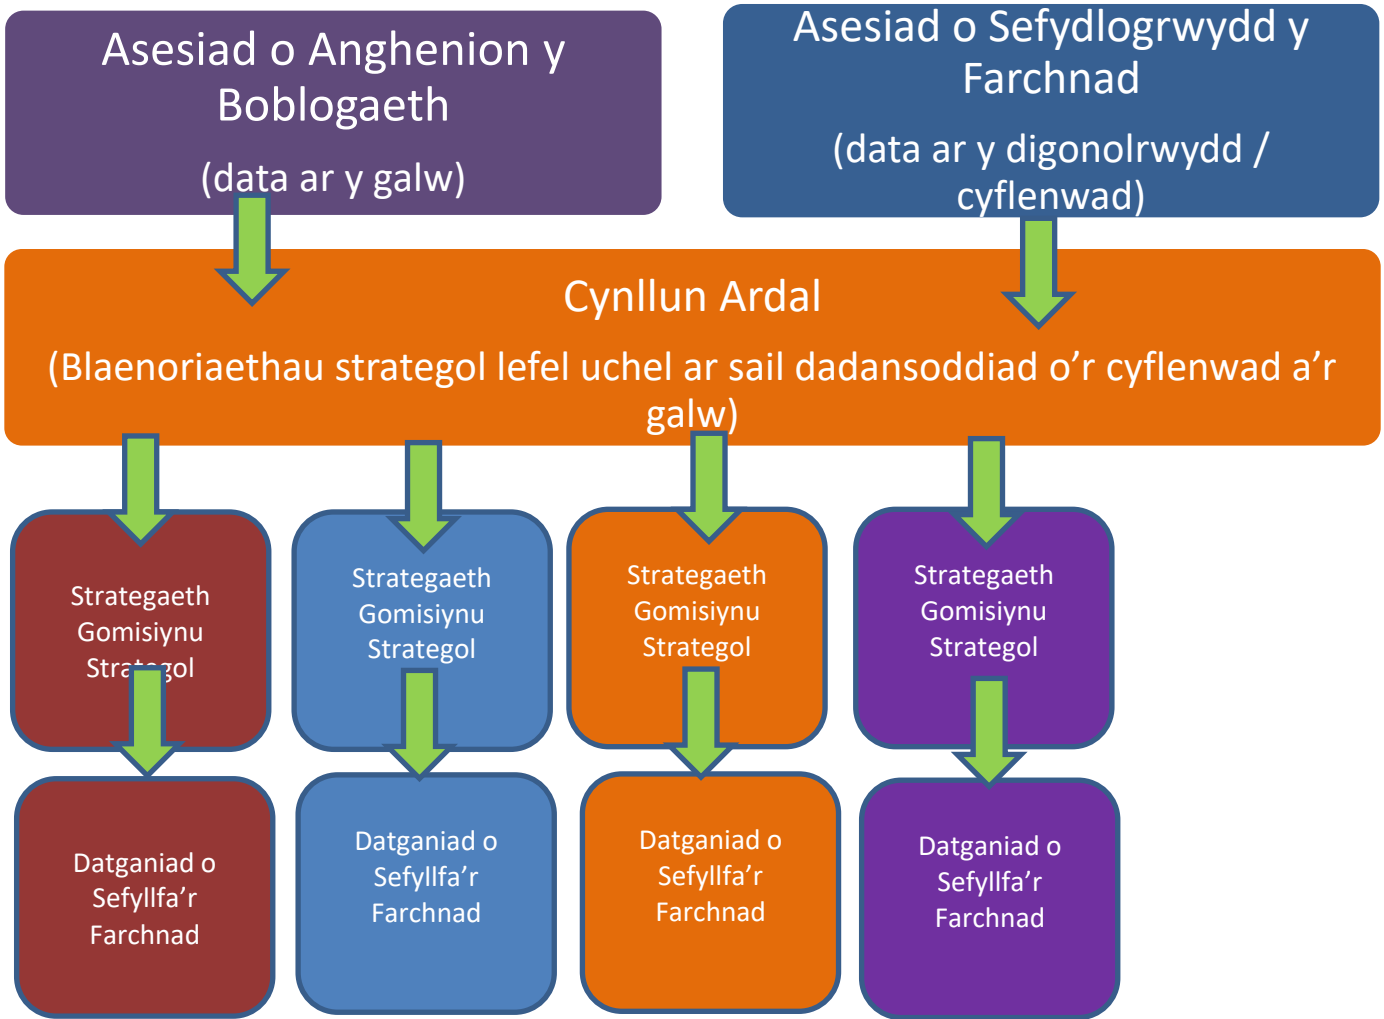 Asesiad o Anghenion y
Boblogaeth
(data ar y galw)
Asesiad o Sefydlogrwydd y
Farchnad
(data ar y digonolrwydd /
cyflenwad)
Cynllun Ardal
(Blaenoriaethau strategol lefel uchel ar sail dadansoddiad o’r cyflenwad a’r
galw)
Strategaeth
Gomisiynu
Strategol
Strategaeth
Gomisiynu
Strategol
Strategaeth
Gomisiynu
Strategol
Strategaeth
Gomisiynu
Strategol
Datganiad o
Sefyllfa’r
Farchnad
Datganiad o
Sefyllfa’r
Farchnad
Datganiad o
Sefyllfa’r
Farchnad
Datganiad o
Sefyllfa’r
Farchnad